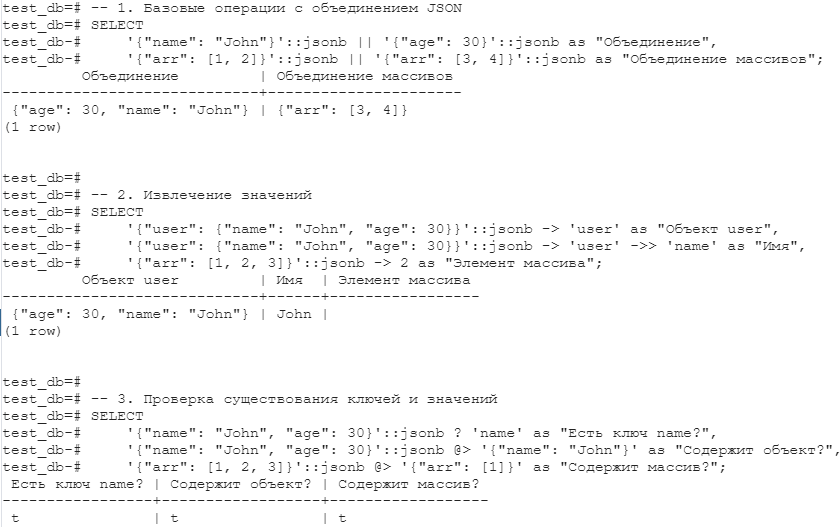 test_db=# -- 1. Базовые операции с объединением JSON
test_db=# SELECT
test_db-#     '{"name": "John"}'::jsonb || '{"age": 30}'::jsonb as "Объединение",
test_db-#     '{"arr": [1, 2]}'::jsonb || '{"arr": [3, 4]}'::jsonb as "Объединение массивов";
         Объединение         | Объединение массивов
-----------------------------+----------------------
 {"age": 30, "name": "John"} | {"arr": [3, 4]}
(1 row)
test_db=#
test_db=# -- 2. Извлечение значений
test_db=# SELECT
test_db-#     '{"user": {"name": "John", "age": 30}}'::jsonb -> 'user' as "Объект user",
test_db-#     '{"user": {"name": "John", "age": 30}}'::jsonb -> 'user' ->> 'name' as "Имя",
test_db-#     '{"arr": [1, 2, 3]}'::jsonb -> 2 as "Элемент массива";
         Объект user         | Имя  | Элемент массива
-----------------------------+------+-----------------
 {"age": 30, "name": "John"} | John |
(1 row)
test_db=#
test_db=# -- 3. Проверка существования ключей и значений
test_db=# SELECT
test_db-#     '{"name": "John", "age": 30}'::jsonb ? 'name' as "Есть ключ name?",
test_db-#     '{"name": "John", "age": 30}'::jsonb @> '{"name": "John"}' as "Содержит объект?",
test_db-#     '{"arr": [1, 2, 3]}'::jsonb @> '{"arr": [1]}' as "Содержит массив?";
 Есть ключ name? | Содержит объект? | Содержит массив?
-----------------+------------------+------------------
 t               | t                | t